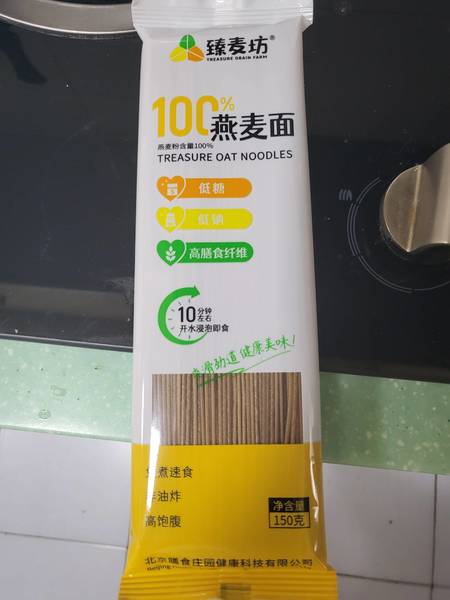 臻麦坊®
TREASURE GRAIN FARM
100%燕麦面
燕麦粉含量100%
TREASURE OAT NOODLES
低糖
低钠
高膳食纤维
10分钟左右
开水浸泡即食
滑劲道 健康美味!
煮速食
油炸
高饱腹
净含量
150克
北京膳食庄园健康科技有限公司